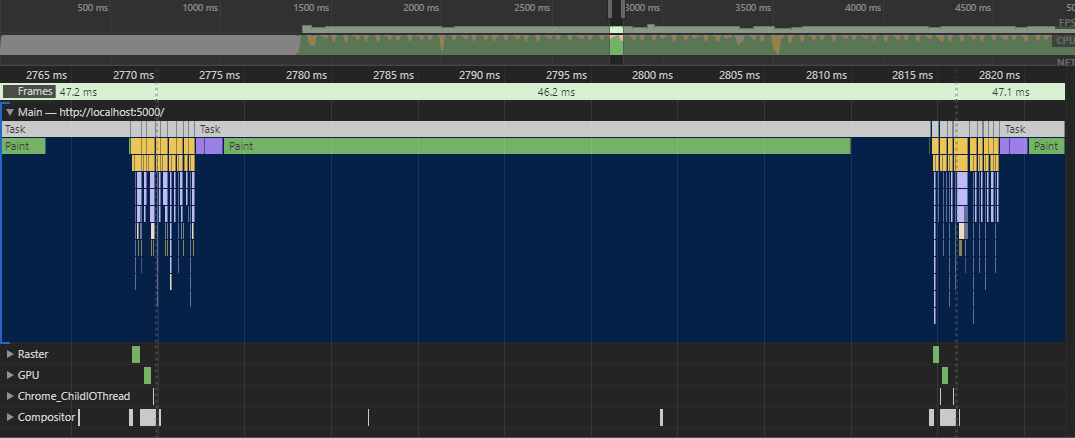 500 ms 1000 ms 1500 ms 2000 ms 2500 ms 3000 ms 3500 ms 4000 ms 4500 ms 50
FPS
CPU
NET
2765 ms 2770 ms 2775 ms 2780 ms 2785 ms 2790 ms 2795 ms 2800 ms 2805 ms 2810 ms 2815 ms 2820 ms
Frames 47.2 ms 46.2 ms 47.1 ms
Main — http://localhost:5000/
Task Task Task
Paint Paint Paint
Raster
GPU
Chrome_ChildIOThread
Compositor